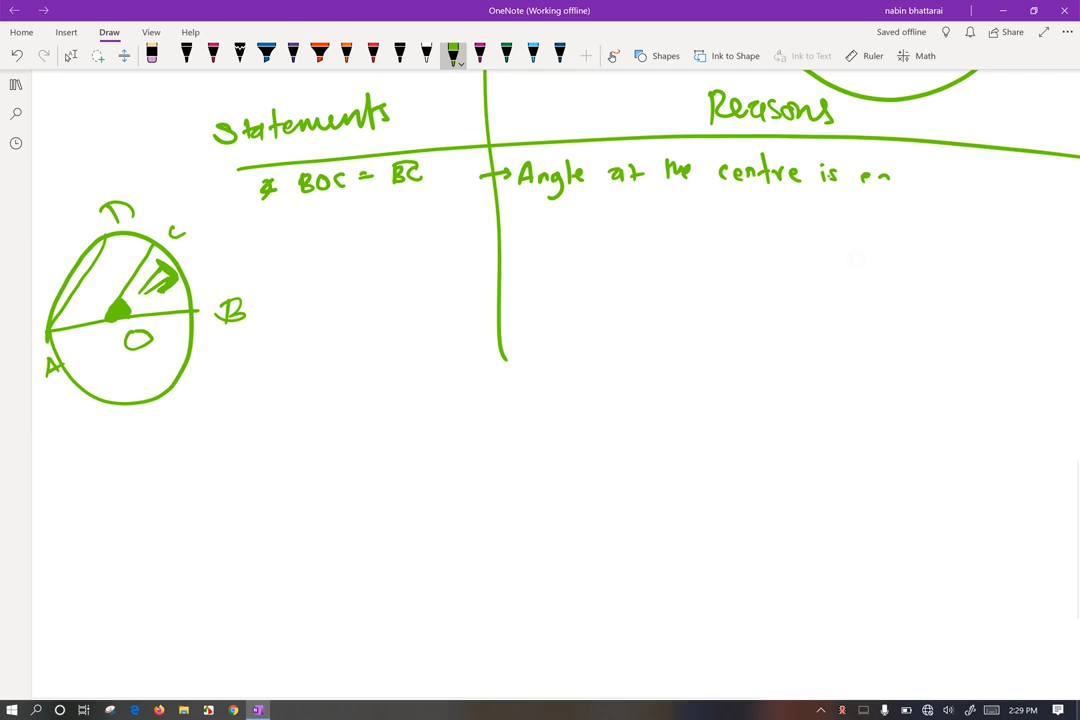 OneNote (Working offline)
nabin bhattarai
Home Insert Draw View Help
Saved offline
Share
Shapes
Ink to Shape
Ink to Text
Ruler
Math
Statements
Reasons
BOC = BC
→ Angle at the centre is
D
C
B
O
A
2:29 PM